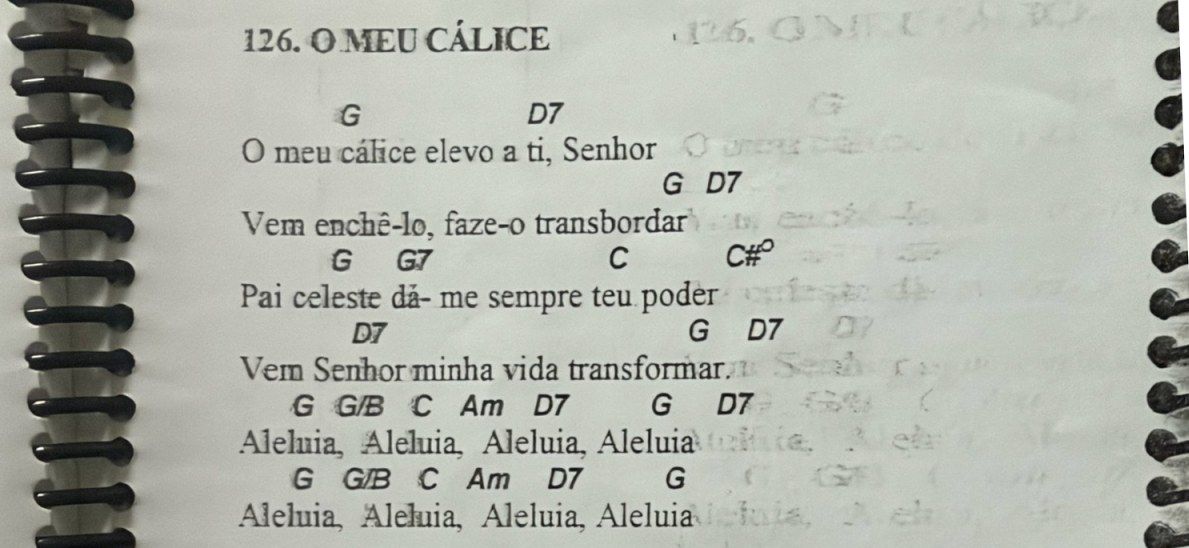 126. O MEU CÁLICE
G D7
O meu cálice elevo a ti, Senhor
G D7
Vem enchê-lo, faze-o transbordar
G G7 C C#º
Pai celeste dá- me sempre teu poder
D7 G D7
Vem Senhor minha vida transformar.
G G/B C Am D7 G D7
Aleluia, Aleluia, Aleluia, Aleluia
G G/B C Am D7 G
Aleluia, Aleluia, Aleluia, Aleluia